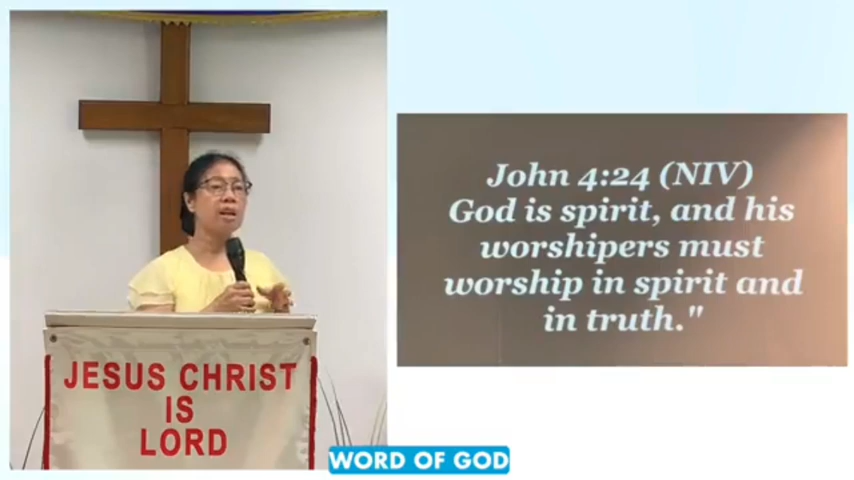 JESUS CHRIST
IS
LORD
John 4:24 (NIV)
God is spirit, and his
worshipers must
worship in spirit and
in truth."
WORD OF GOD